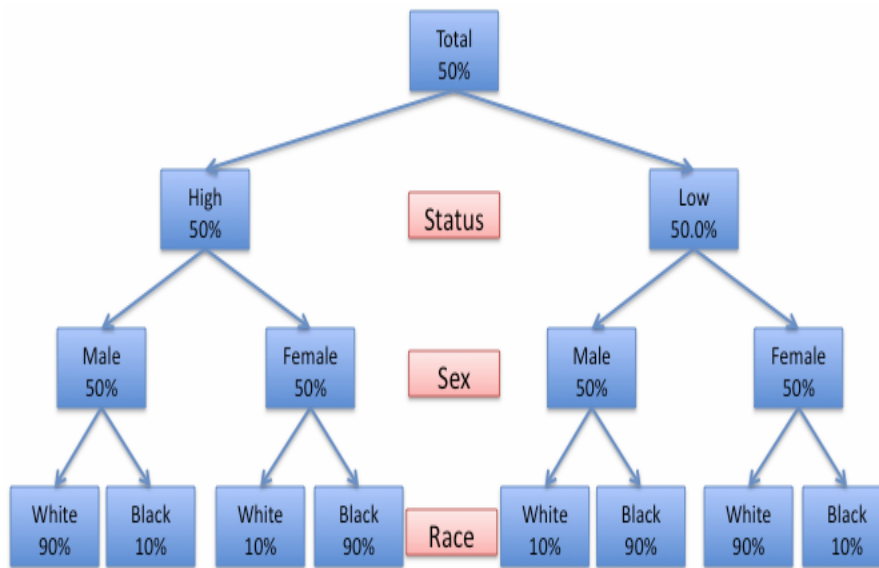 Total
50%
High
50%
Status
Low
50.0%
Male
50%
Female
50%
Sex
Male
50%
Female
50%
White
90%
Black
10%
White
10%
Black
90%
Race
White
10%
Black
90%
White
90%
Black
10%